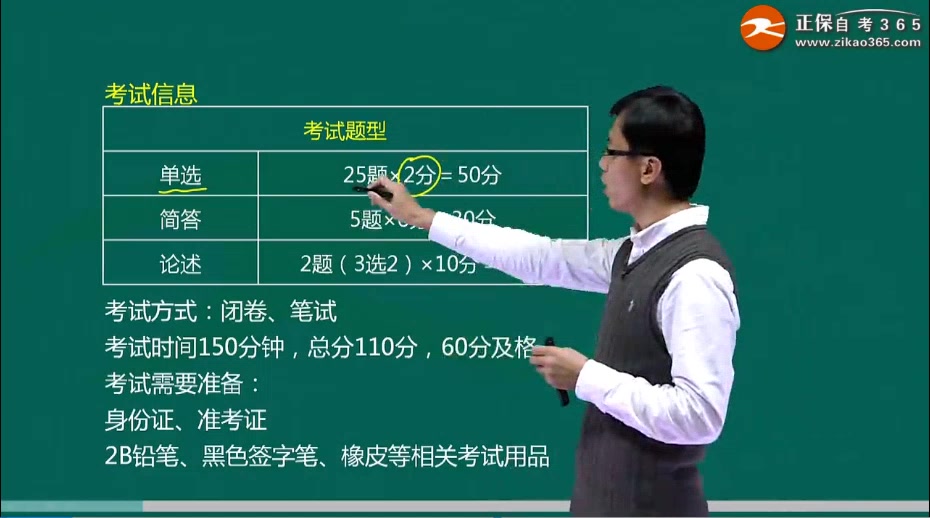 正保自考365
www.zikao365.com
考试信息
考试题型
单选 25题×2分＝50分
简答 5题× 30分
论述 2题（3选2）×10分
考试方式：闭卷、笔试
考试时间150分钟，总分110分，60分及格
考试需要准备：
身份证、准考证
2B铅笔、黑色签字笔、橡皮等相关考试用品